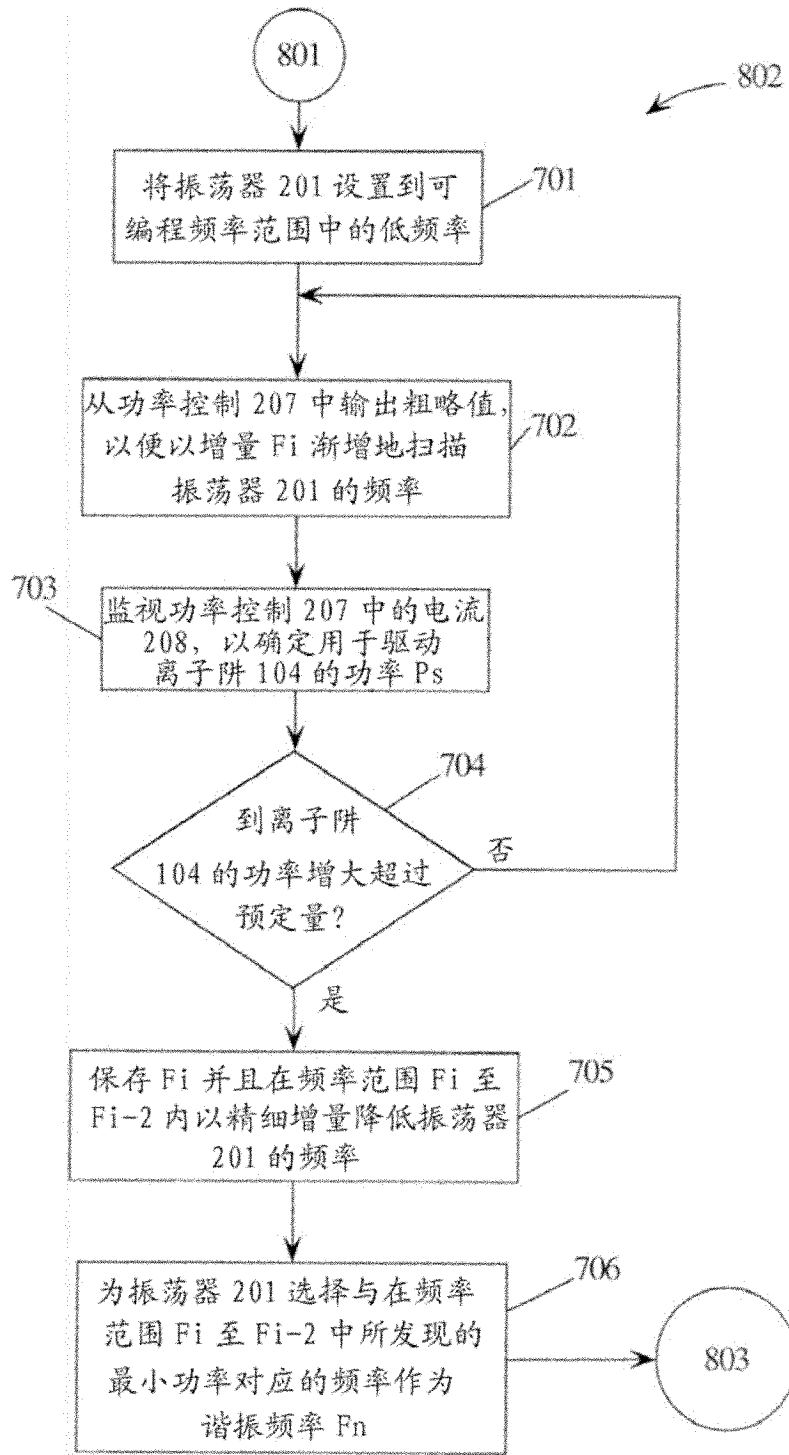 801
802
将振荡器 201 设置到可
编程频率范围中的低频率
701
从功率控制 207 中输出粗略值,
以便以增量 Fi 渐增地扫描
振荡器 201 的频率
702
703
监视功率控制 207 中的电流
208, 以确定用于驱动
离子阱 104 的功率 Ps
704
到离子阱
104 的功率增大超过
预定量?
否
是
保存 Fi 并且在频率范围 Fi 至
Fi-2 内以精细增量降低振荡器
201 的频率
705
为振荡器 201 选择与在频率
范围 Fi 至 Fi-2 中所发现的
最小功率对应的频率作为
谐振频率 Fn
706
803